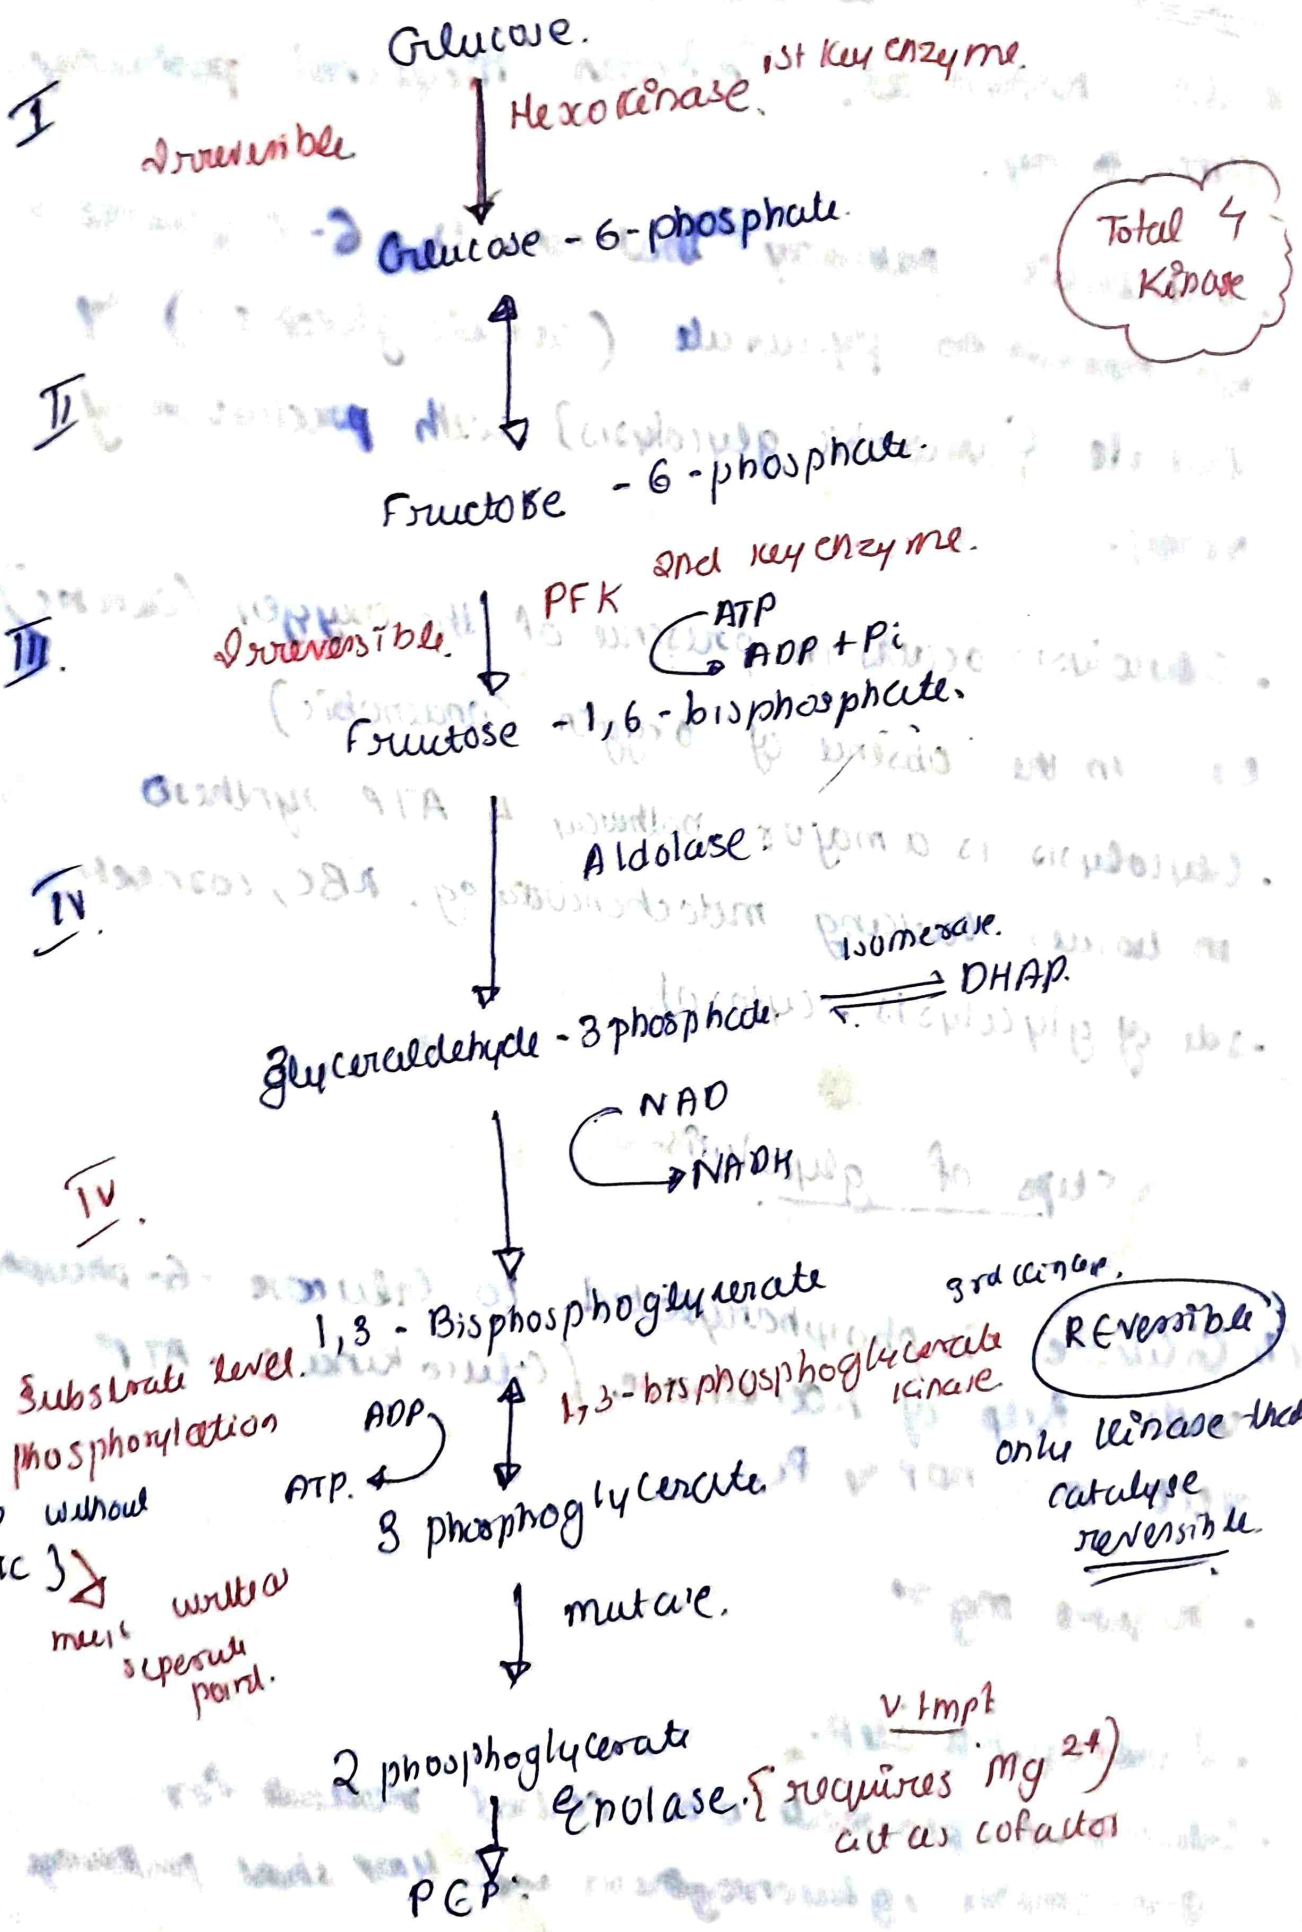 Glucose.
I
Irreversible
Hexokinase.
1st key enzyme.
Glucose - 6 - phosphate.
Total 4
Kinase
II
Fructose - 6 - phosphate.
III.
Irreversible.
PFK
2nd key enzyme.
ATP
ADP + Pi
Fructose - 1,6 - bisphosphate.
IV.
Aldolase.
Isomerase.
glyceraldehyde - 3 phosphate.
DHAP.
NAD
NADH
IV.
1,3 - Bisphosphoglycerate
3rd kinase.
Substrate level.
phosphorylation
without
ADP
ATP.
1,3 - bisphosphoglycerate
kinase.
REversible
only kinase that
catalyse
reversible.
3 phosphoglycerate.
written
seperate
point.
mutase.
2 phosphoglycerate
V. Impt
Enolase. {requires Mg2+)
act as cofactor
PEP.